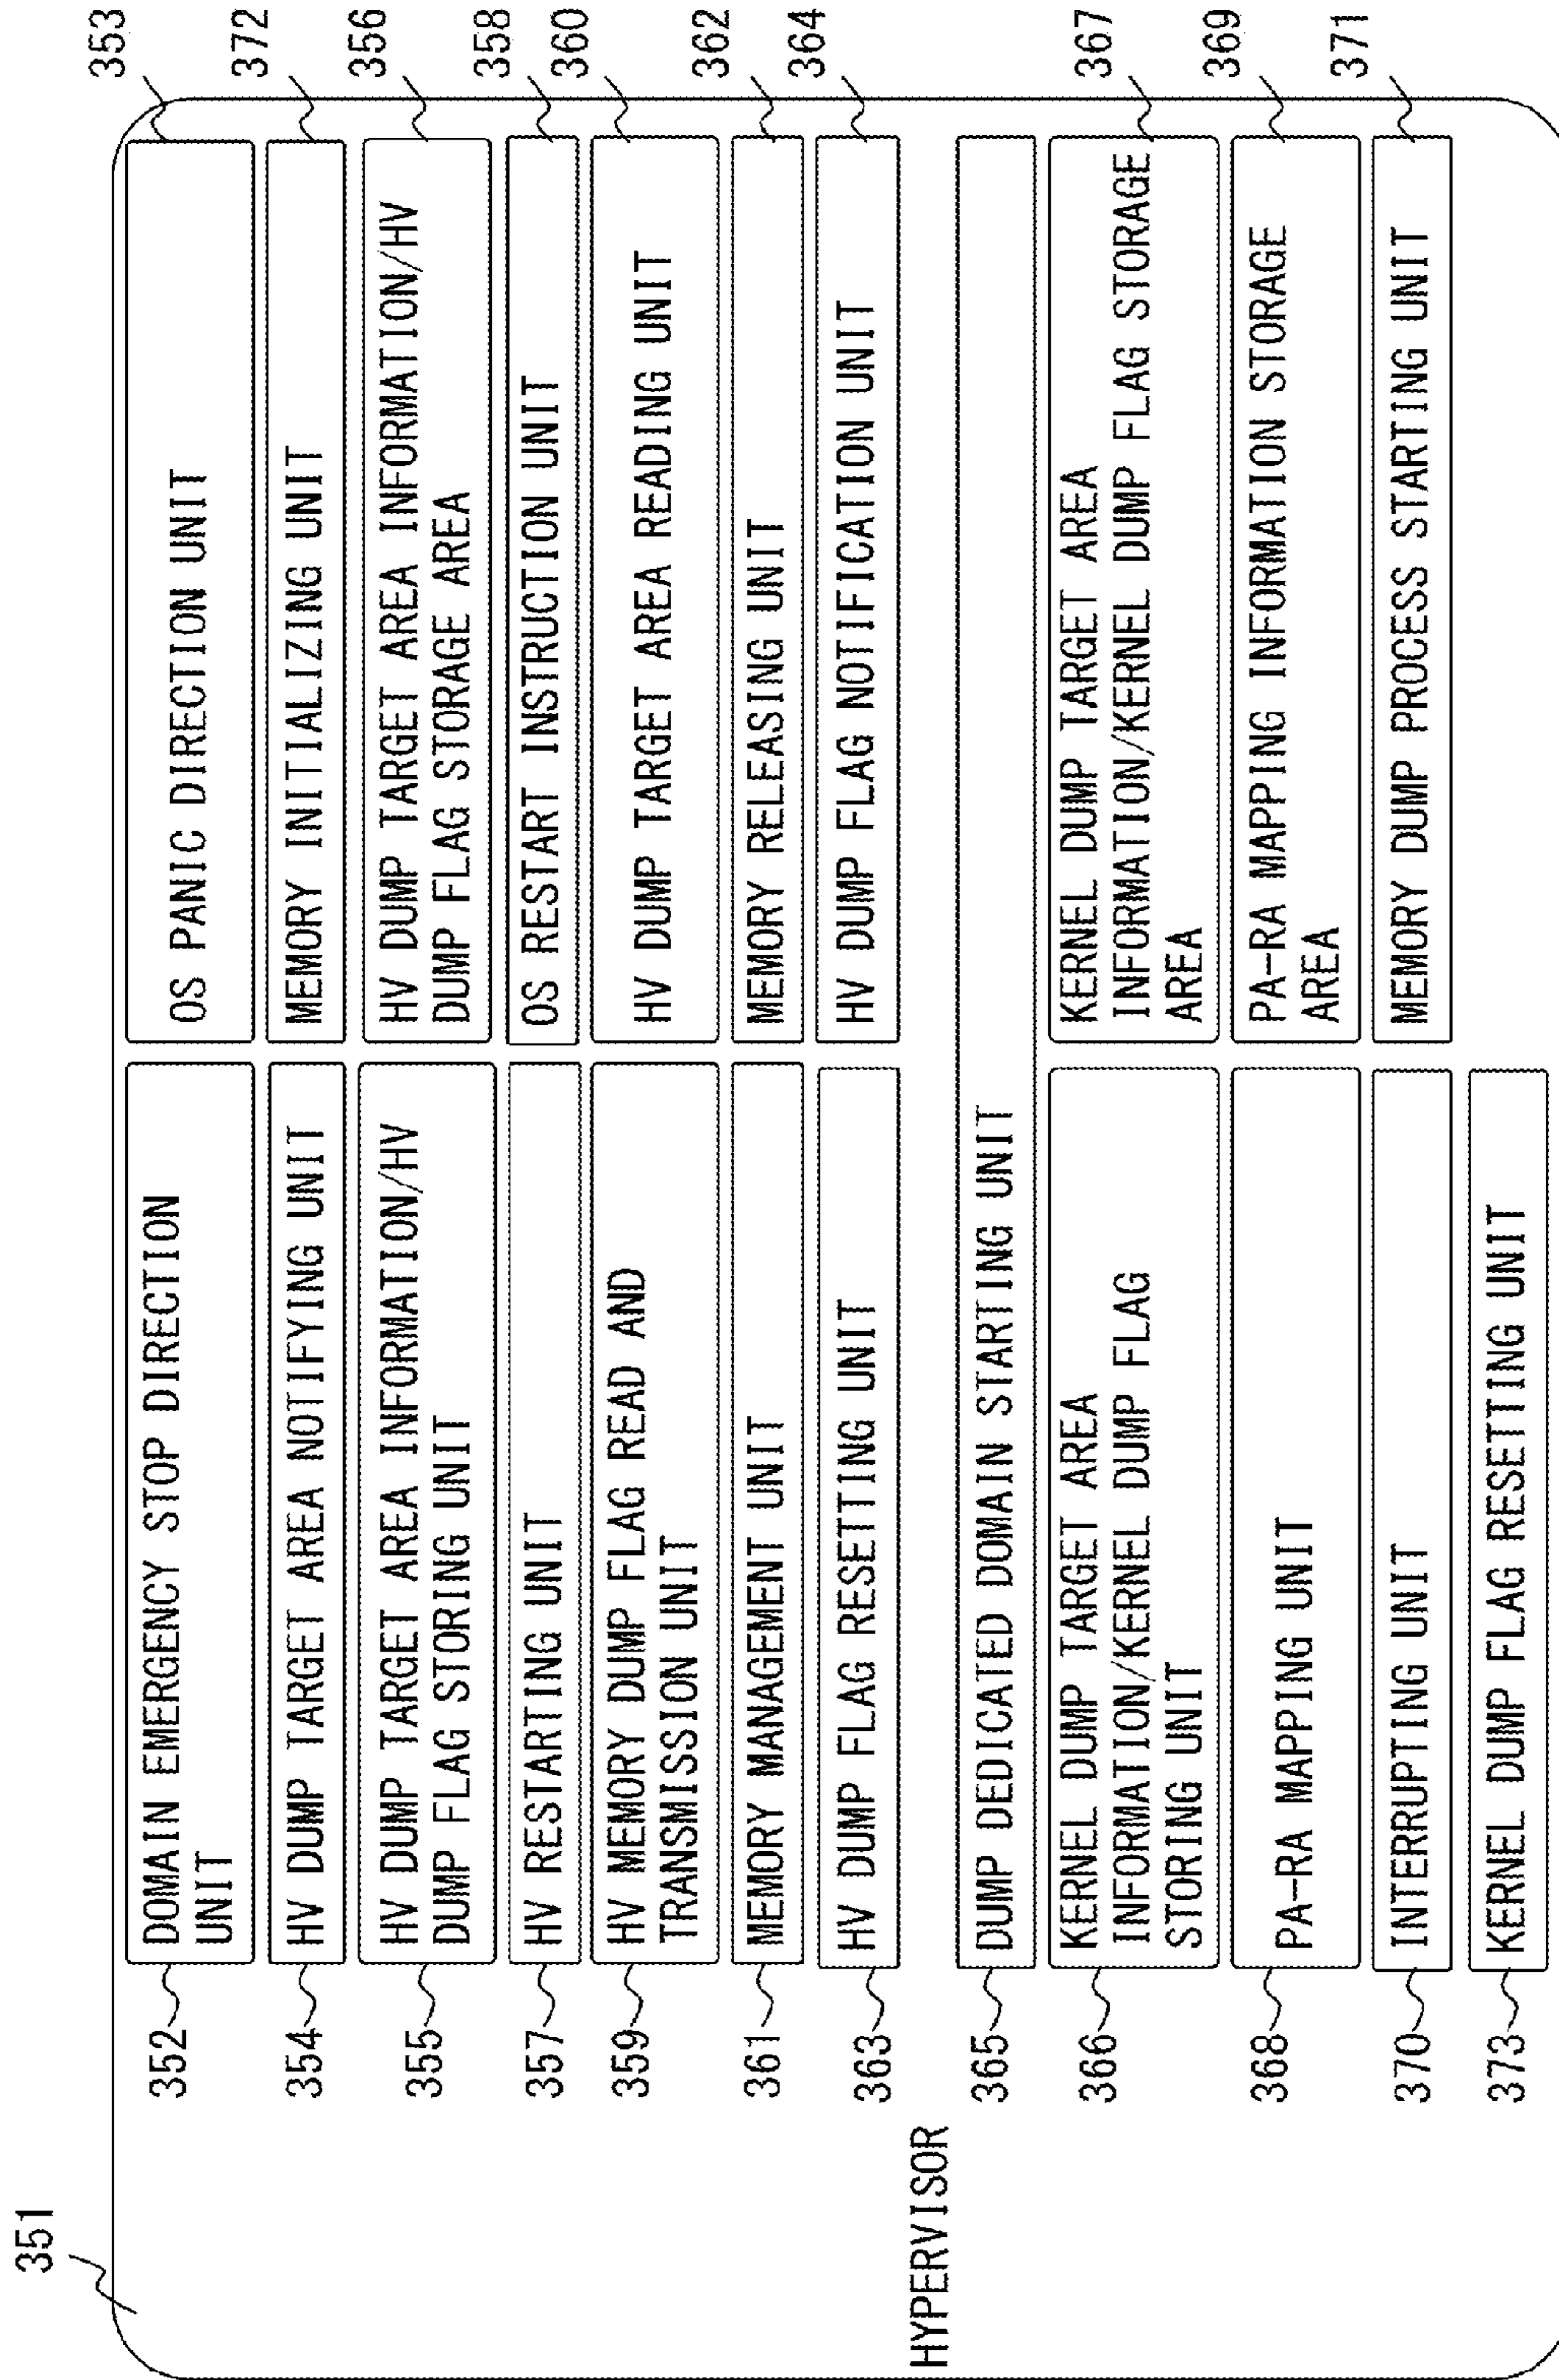 351
HYPERVISOR
352
DOMAIN EMERGENCY STOP DIRECTION
UNIT
OS PANIC DIRECTION UNIT
353
354
HV DUMP TARGET AREA NOTIFYING UNIT
MEMORY INITIALIZING UNIT
372
355
HV DUMP TARGET AREA INFORMATION/HV
DUMP FLAG STORING UNIT
HV DUMP TARGET AREA INFORMATION/HV
DUMP FLAG STORAGE AREA
356
357
HV RESTARTING UNIT
OS RESTART INSTRUCTION UNIT
358
359
HV MEMORY DUMP FLAG READ AND
TRANSMISSION UNIT
HV DUMP TARGET AREA READING UNIT
360
361
MEMORY MANAGEMENT UNIT
MEMORY RELEASING UNIT
362
363
HV DUMP FLAG RESETTING UNIT
HV DUMP FLAG NOTIFICATION UNIT
364
365
DUMP DEDICATED DOMAIN STARTING UNIT
366
KERNEL DUMP TARGET AREA
INFORMATION/KERNEL DUMP FLAG
STORING UNIT
KERNEL DUMP TARGET AREA
INFORMATION/KERNEL DUMP FLAG STORAGE
AREA
367
368
PA-RA MAPPING UNIT
PA-RA MAPPING INFORMATION STORAGE
AREA
369
370
INTERRUPTING UNIT
MEMORY DUMP PROCESS STARTING UNIT
371
373
KERNEL DUMP FLAG RESETTING UNIT